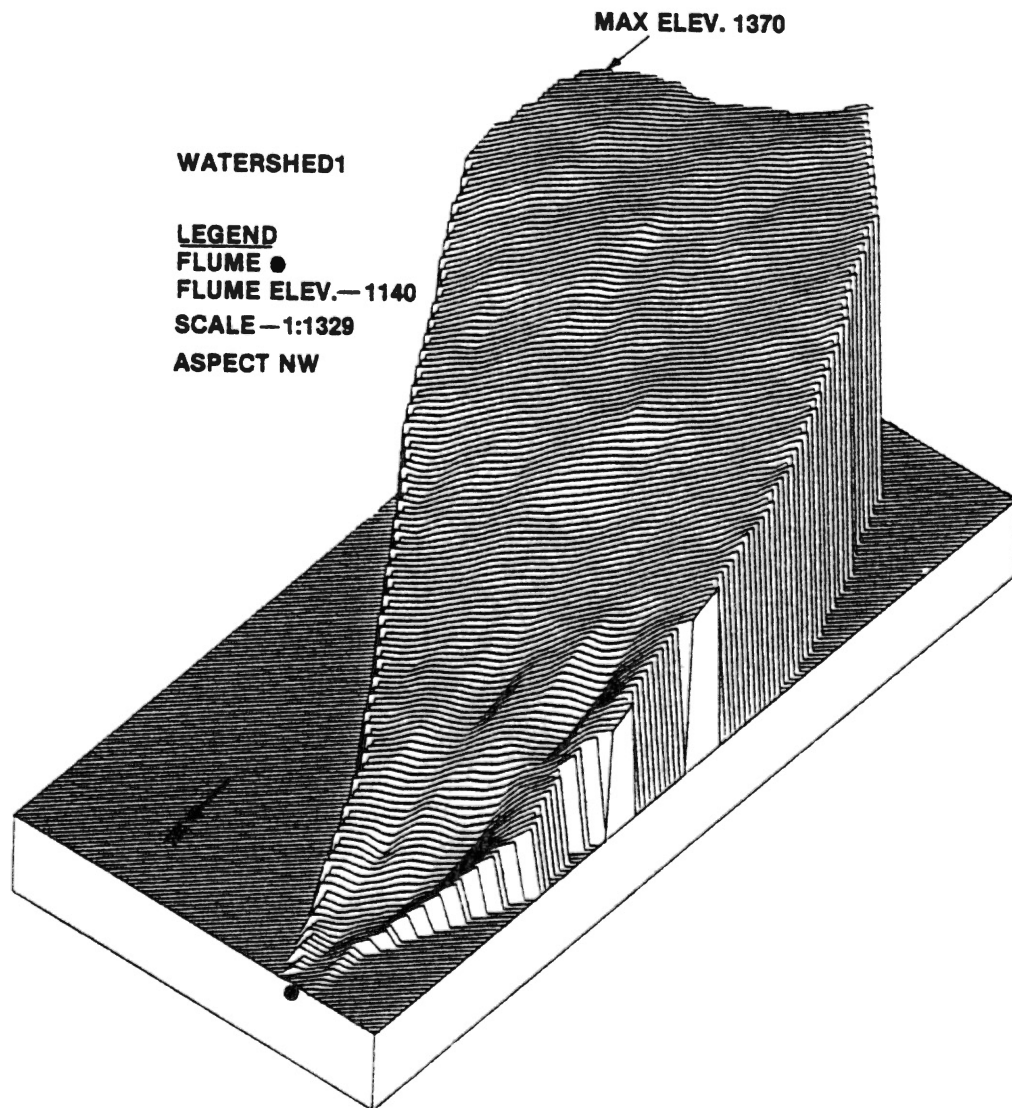 MAX ELEV. 1370
WATERSHED1
LEGEND
FLUME ●
FLUME ELEV.—1140
SCALE—1:1329
ASPECT NW